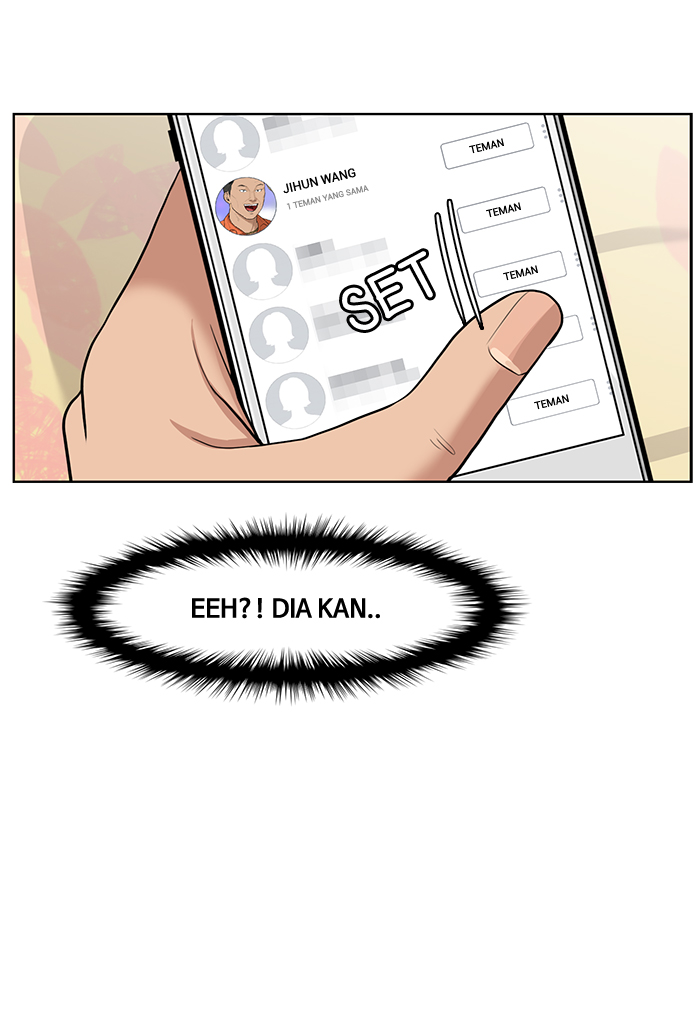 TEMAN
JIHUN WANG
1 TEMAN YANG SAMA
TEMAN
TEMAN
SET
TEMAN
EEH?! DIA KAN..